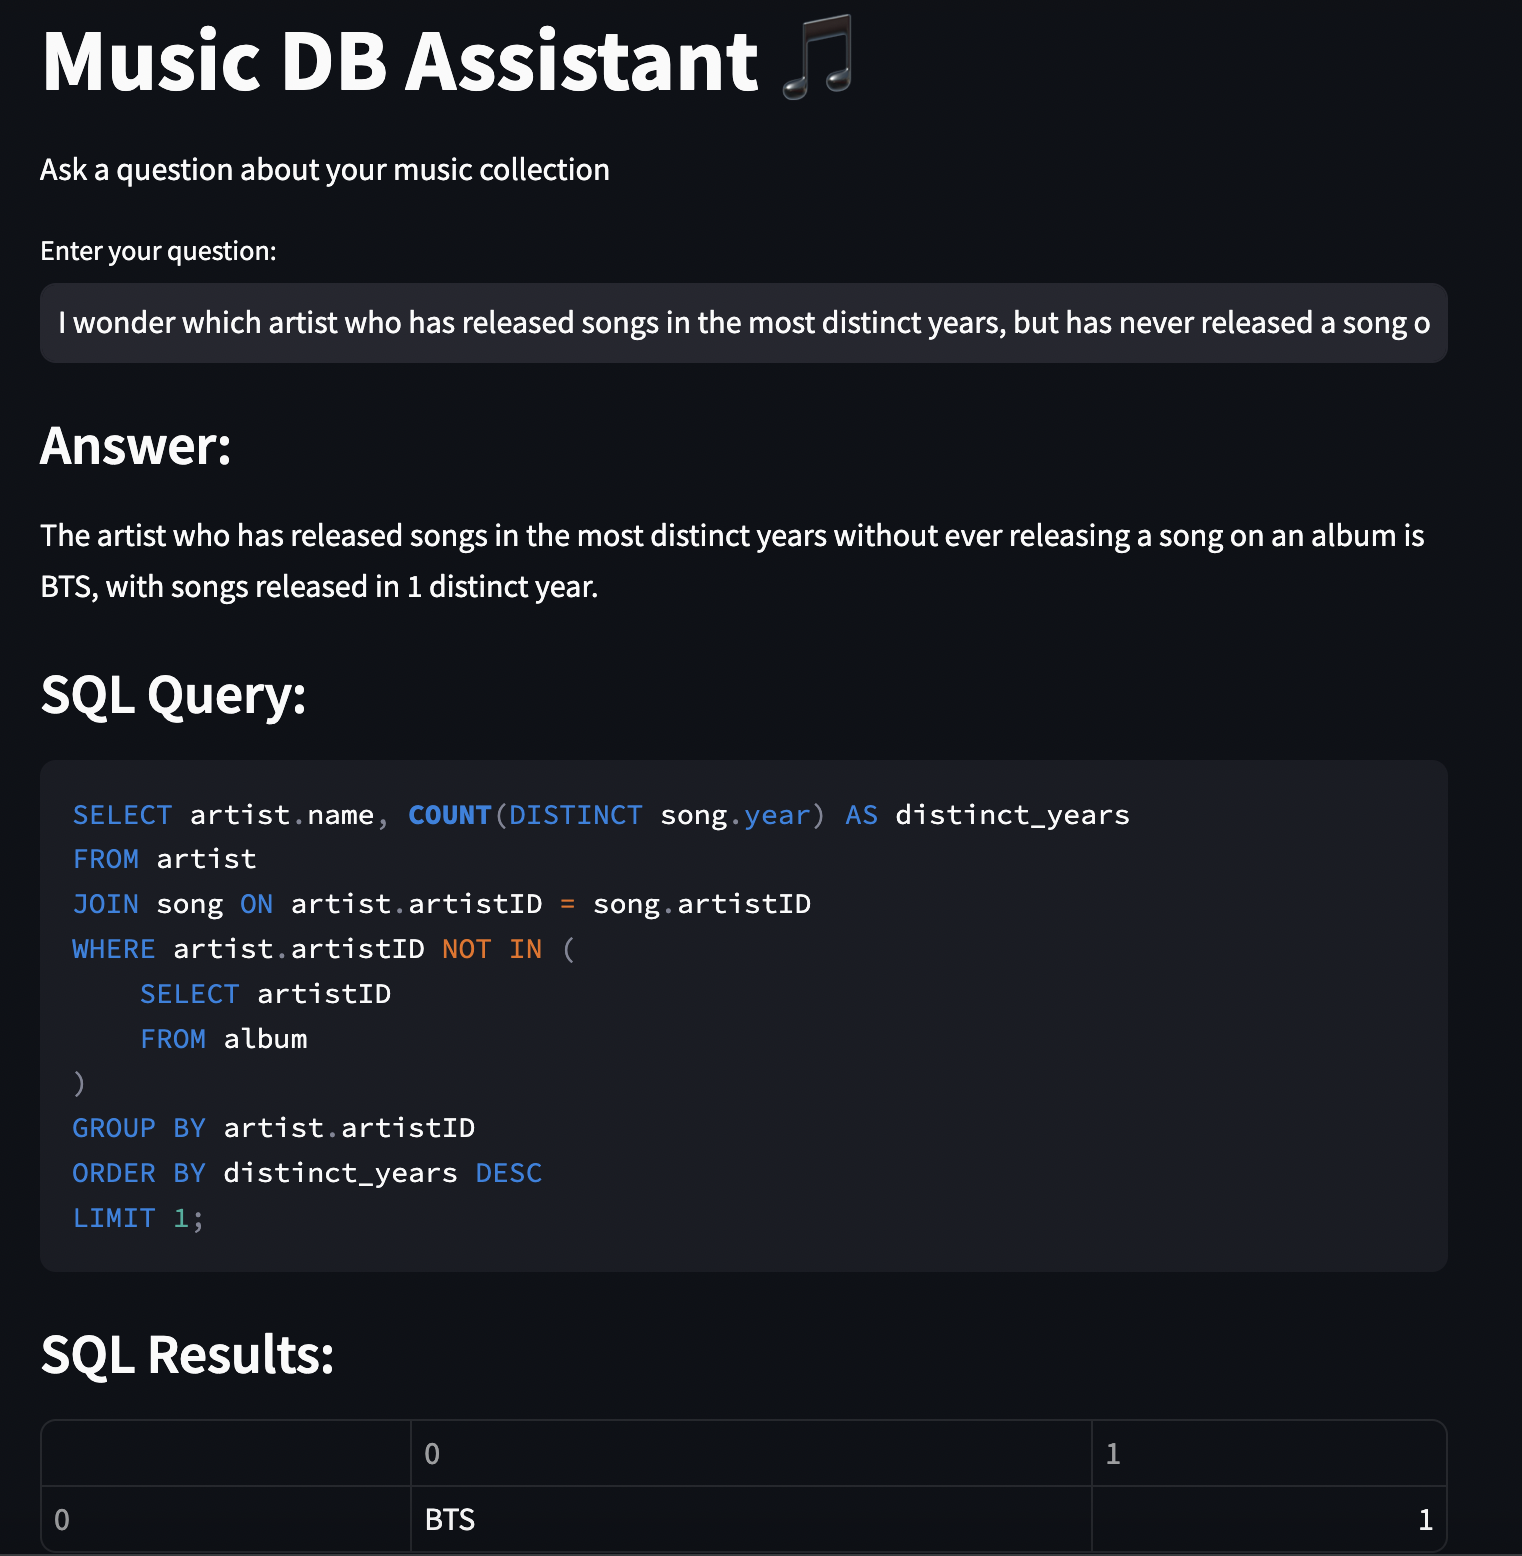 Music DB Assistant 🎵
Ask a question about your music collection
Enter your question:
I wonder which artist who has released songs in the most distinct years, but has never released a song o
Answer:
The artist who has released songs in the most distinct years without ever releasing a song on an album is
BTS, with songs released in 1 distinct year.
SQL Query:
SELECT artist.name, COUNT(DISTINCT song.year) AS distinct_years
FROM artist
JOIN song ON artist.artistID = song.artistID
WHERE artist.artistID NOT IN (
    SELECT artistID
    FROM album
)
GROUP BY artist.artistID
ORDER BY distinct_years DESC
LIMIT 1;
SQL Results:
0 1
0 BTS 1